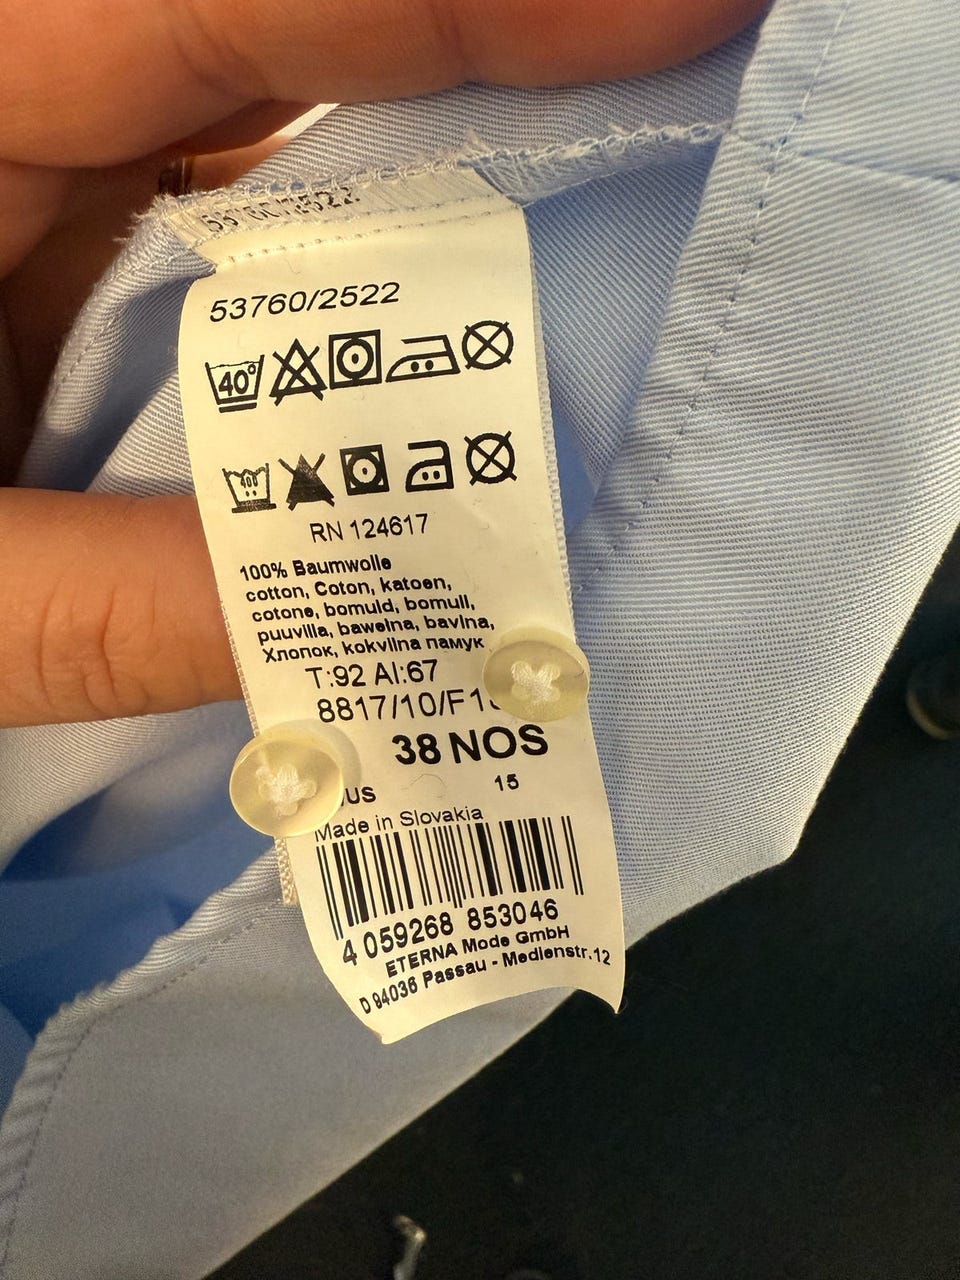 53760/2522
40°
RN 124617
100% Baumwolle
cotton, Coton, katoen,
cotone, bomuld, bomull,
puuvilla, bawelna, bavlna,
Хлопок, kokvilna памук
T:92 Al:67
8817/10/F1
38 NOS
US 15
Made in Slovakia
4 059268 853046
ETERNA Mode GmbH
D 94036 Passau - Medienstr.12